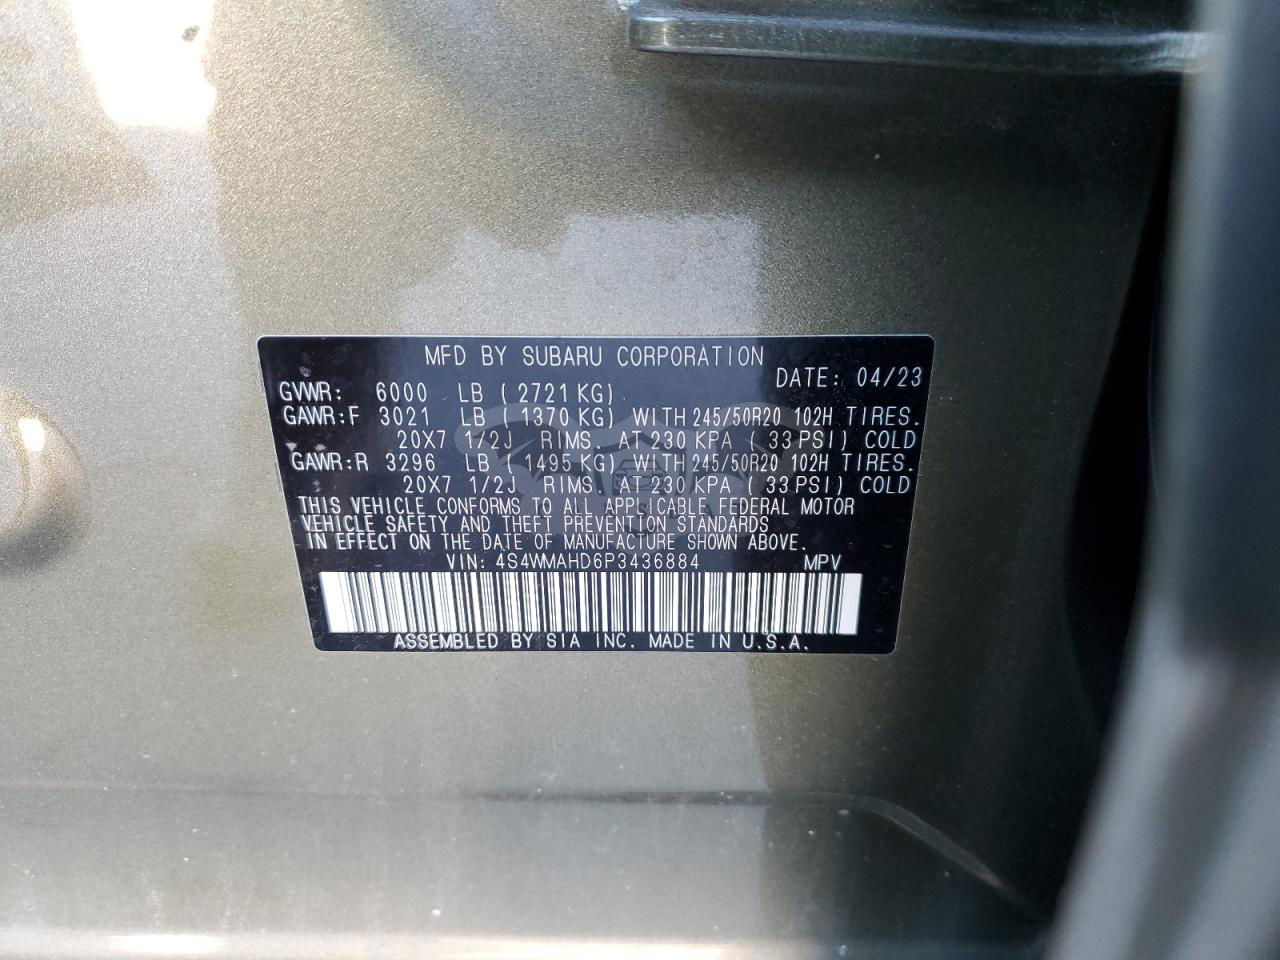 MFD BY SUBARU CORPORATION
DATE: 04/23
GVWR: 6000 LB ( 2721 KG)
GAWR:F 3021 LB ( 1370 KG) WITH 245/50R20 102H TIRES.
20X7 1/2J RIMS. AT 230 KPA ( 33 PSI) COLD
GAWR:R 3296 LB ( 1495 KG) WITH 245/50R20 102H TIRES.
20X7 1/2J RIMS. AT 230 KPA ( 33 PSI) COLD
THIS VEHICLE CONFORMS TO ALL APPLICABLE FEDERAL MOTOR
VEHICLE SAFETY AND THEFT PREVENTION STANDARDS
IN EFFECT ON THE DATE OF MANUFACTURE SHOWN ABOVE.
VIN: 4S4WMAHD6P3436884 MPV
ASSEMBLED BY SIA INC. MADE IN U.S.A.